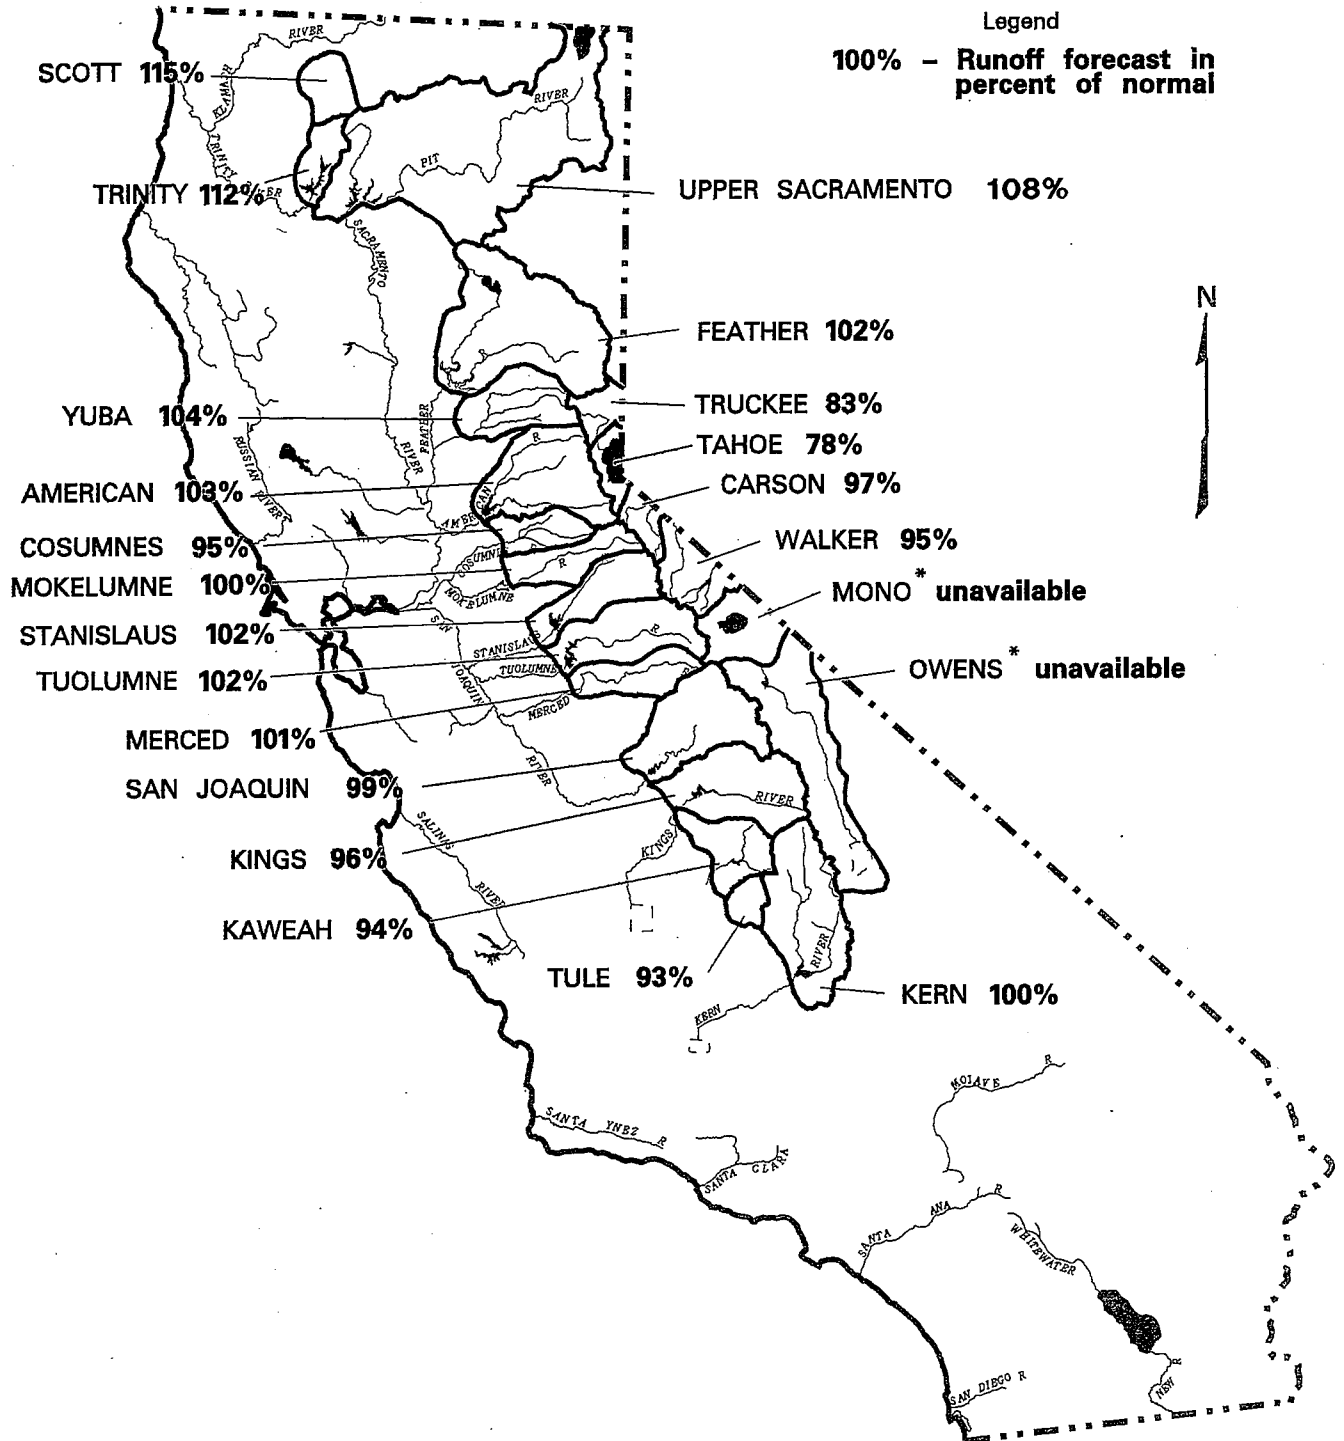 Legend
100% – Runoff forecast in
percent of normal
N
RIVER
SCOTT 115%
KLAMATH
RIVER
TRINITY
RIVER
PIT
TRINITY 112%
UPPER SACRAMENTO 108%
SACRAMENTO
FEATHER 102%
TRUCKEE 83%
YUBA 104%
FEATHER
RIVER
R
TAHOE 78%
RUSSIAN
RIVER
CARSON 97%
AMERICAN 103%
AMERICAN
WALKER 95%
COSUMNES 95%
COSUMNES
R
MONO* unavailable
MOKELUMNE 100%
MOKELUMNE
R
STANISLAUS 102%
SAN
STANISLAUS
R
OWENS* unavailable
TUOLUMNE 102%
JOAQUIN
TUOLUMNE
R
MERCED
MERCED 101%
RIVER
SAN JOAQUIN 99%
RIVER
SALINAS
KINGS
KINGS 96%
RIVER
KAWEAH 94%
RIVER
TULE 93%
KERN 100%
KERN
MOJAVE R
SANTA YNEZ R
SANTA CLARA
SANTA ANA R
WHITEWATER
SAN DIEGO R
NEW R